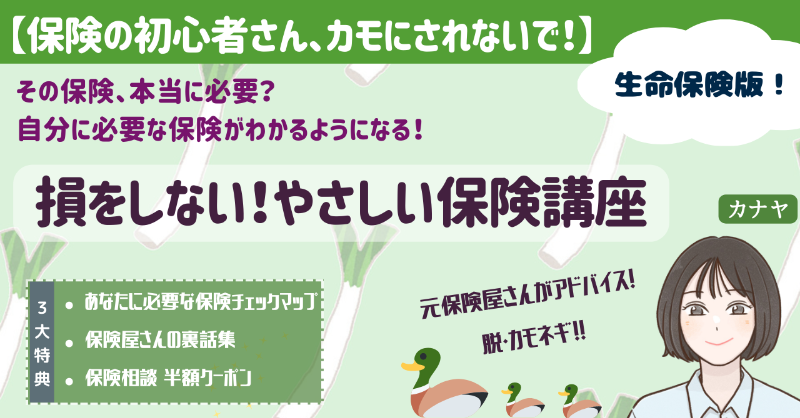 【保険の初心者さん、カモにされないで！】
その保険、本当に必要？
自分に必要な保険がわかるようになる！
生命保険版！
損をしない！やさしい保険講座
カナヤ
3大特典
● あなたに必要な保険チェックマップ
● 保険屋さんの裏話集
● 保険相談 半額クーポン
元保険屋さんがアドバイス！
脱・カモネギ！！